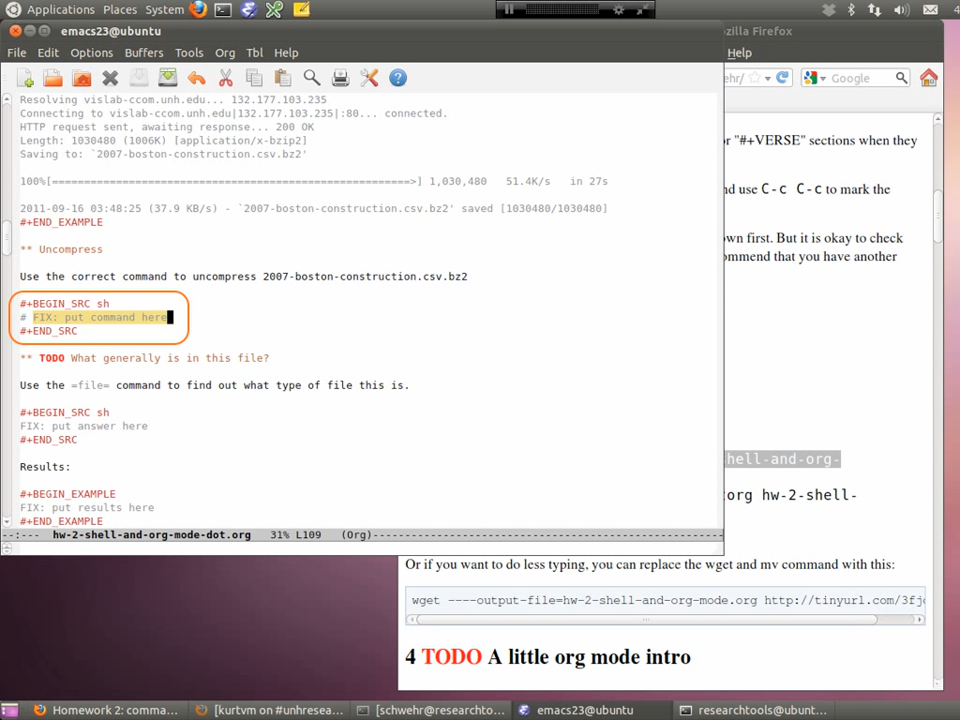 Applications Places System
4
emacs23@ubuntu
zilla Firefox
File Edit Options Buffers Tools Org Tbl Help
Help
ehr/
Google
Resolving vislab-ccom.unh.edu... 132.177.103.235
Connecting to vislab-ccom.unh.edu|132.177.103.235|:80... connected.
HTTP request sent, awaiting response... 200 OK
Length: 1030480 (1006K) [application/x-bzip2]
Saving to: `2007-boston-construction.csv.bz2'
100%[======================================================>] 1,030,480 51.4K/s in 27s
2011-09-16 03:48:25 (37.9 KB/s) - `2007-boston-construction.csv.bz2' saved [1030480/1030480]
#+END_EXAMPLE
** Uncompress
Use the correct command to uncompress 2007-boston-construction.csv.bz2
#+BEGIN_SRC sh
# FIX: put command here
#+END_SRC
** TODO What generally is in this file?
Use the =file= command to find out what type of file this is.
#+BEGIN_SRC sh
FIX: put answer here
#+END_SRC
Results:
#+BEGIN_EXAMPLE
FIX: put results here
#+END_EXAMPLE
--:--- hw-2-shell-and-org-mode-dot.org 31% L109 (Org)
or "#+VERSE" sections when they
nd use C-c C-c to mark the
own first. But it is okay to check
ommend that you have another
shell-and-org-
org hw-2-shell-
Or if you want to do less typing, you can replace the wget and mv command with this:
wget ----output-file=hw-2-shell-and-org-mode.org http://tinyurl.com/3fj
4 TODO A little org mode intro
Homework 2: comma...
[kurtvm on #unhresea...
[schwehr@researchto...
emacs23@ubuntu
researchtools@ubunt...